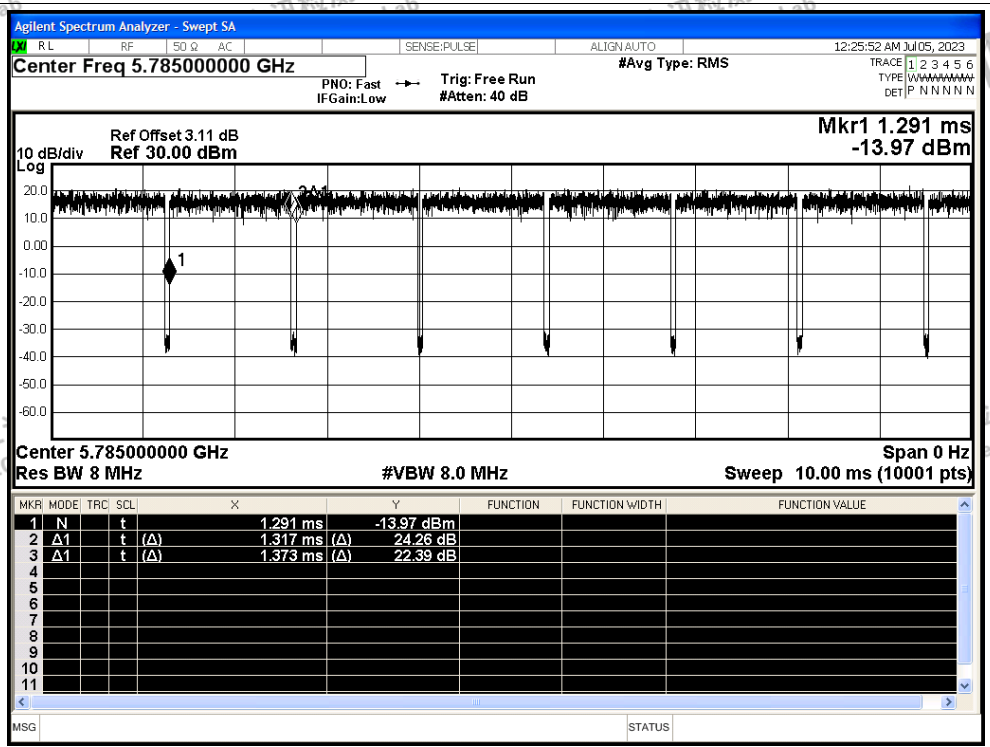 Agilent Spectrum Analyzer - Swept SA
LXI RL RF 50 Ω AC SENSE:PULSE ALIGN AUTO 12:25:52 AM Jul 05, 2023
Center Freq 5.785000000 GHz #Avg Type: RMS TRACE 1 2 3 4 5 6
PNO: Fast Trig: Free Run TYPE WWWWWW
IFGain:Low #Atten: 40 dB DET P N N N N N
Mkr1 1.291 ms
Ref Offset 3.11 dB
10 dB/div Ref 30.00 dBm -13.97 dBm
Log
20.0
10.0
0.00
-10.0
-20.0
-30.0
-40.0
-50.0
-60.0
3Δ1
1
Center 5.785000000 GHz Span 0 Hz
Res BW 8 MHz #VBW 8.0 MHz Sweep 10.00 ms (10001 pts)
MKR MODE TRC SCL X Y FUNCTION FUNCTION WIDTH FUNCTION VALUE
1 N t 1.291 ms -13.97 dBm
2 Δ1 t (Δ) 1.317 ms (Δ) 24.26 dB
3 Δ1 t (Δ) 1.373 ms (Δ) 22.39 dB
4
5
6
7
8
9
10
11
MSG STATUS